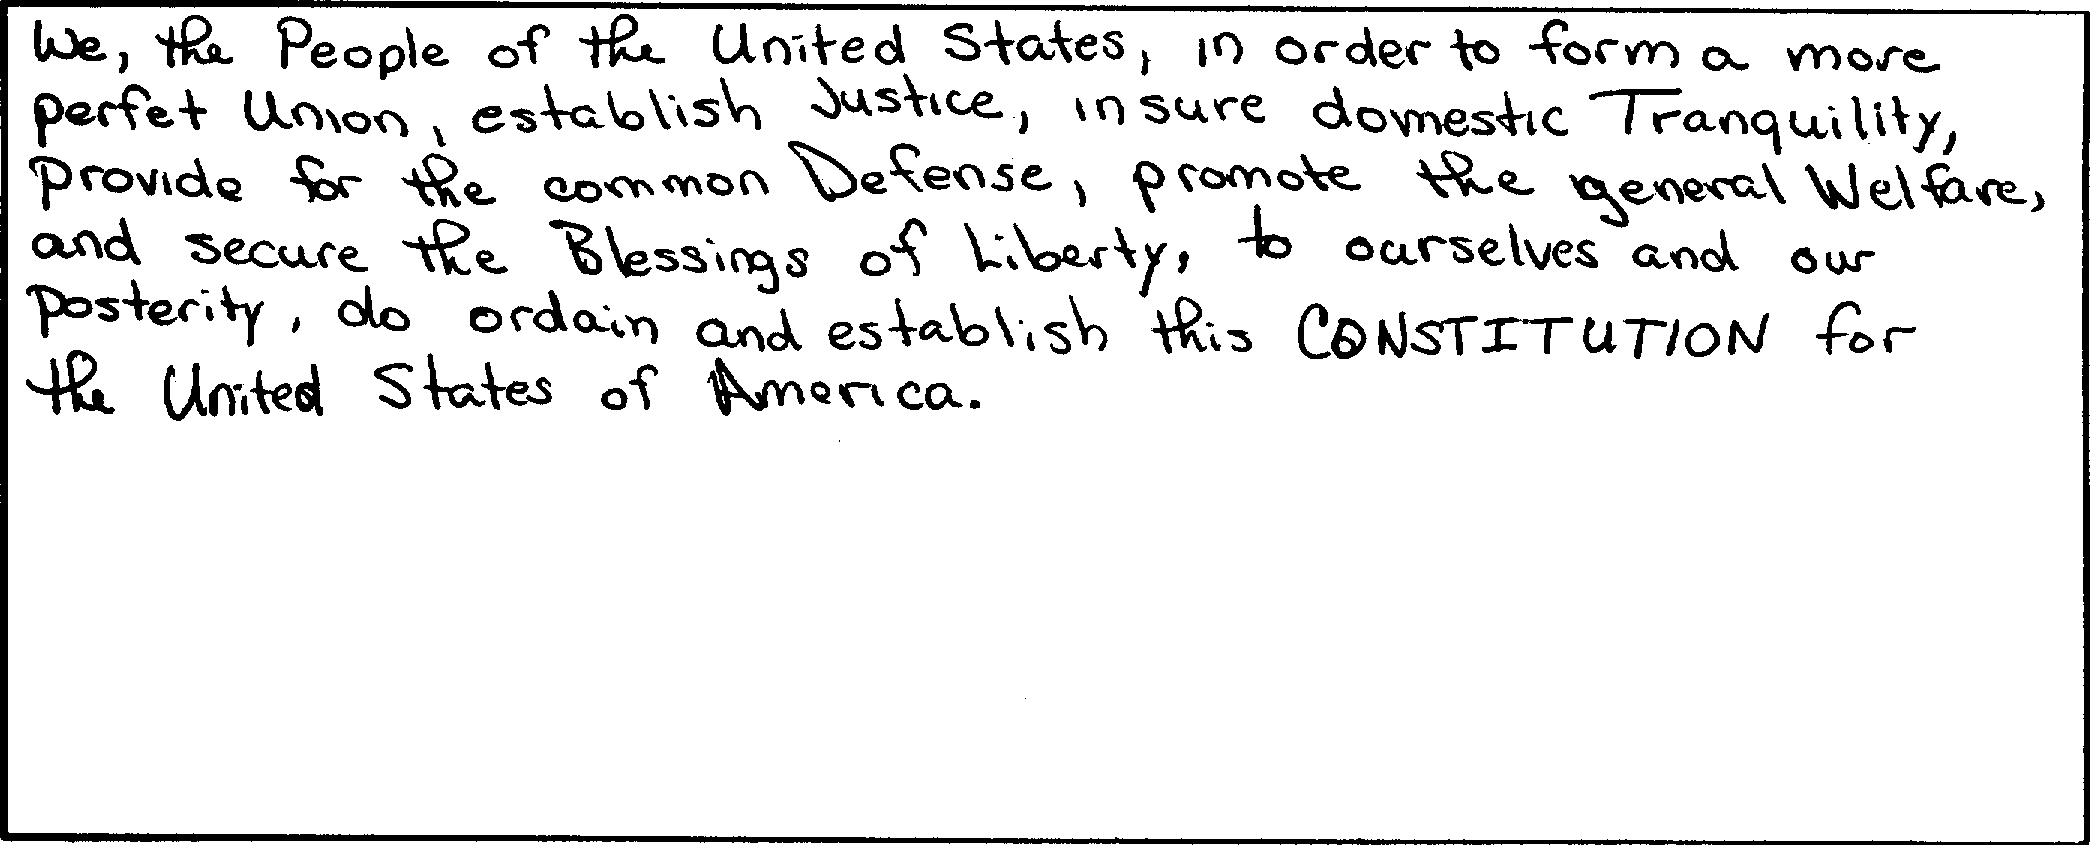 We, the People of the United States, in order to form a more
perfet Union, establish Justice, insure domestic Tranquility,
provide for the common Defense, promote the general Welfare,
and secure the Blessings of Liberty, to ourselves and our
posterity, do ordain and establish this CONSTITUTION for
the United States of America.